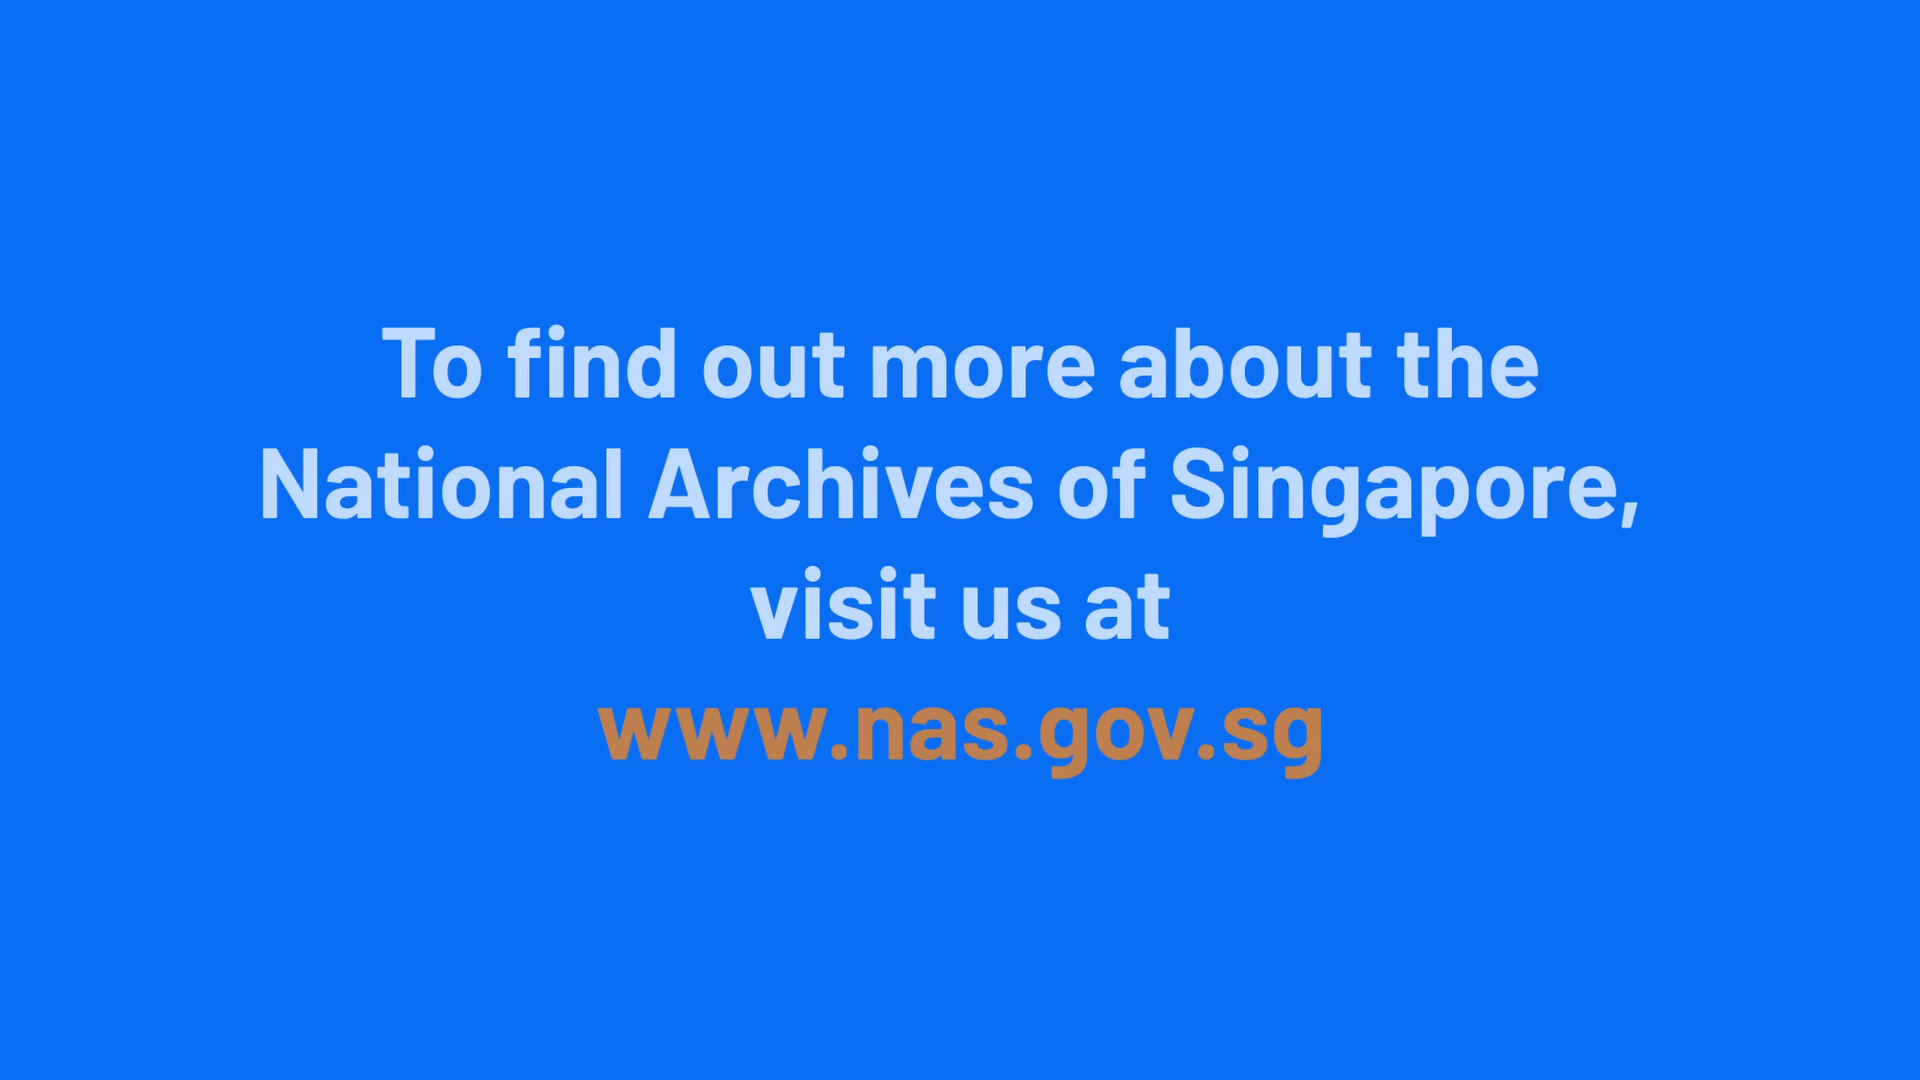 To find out more about the
National Archives of Singapore,
visit us at
www.nas.gov.sg